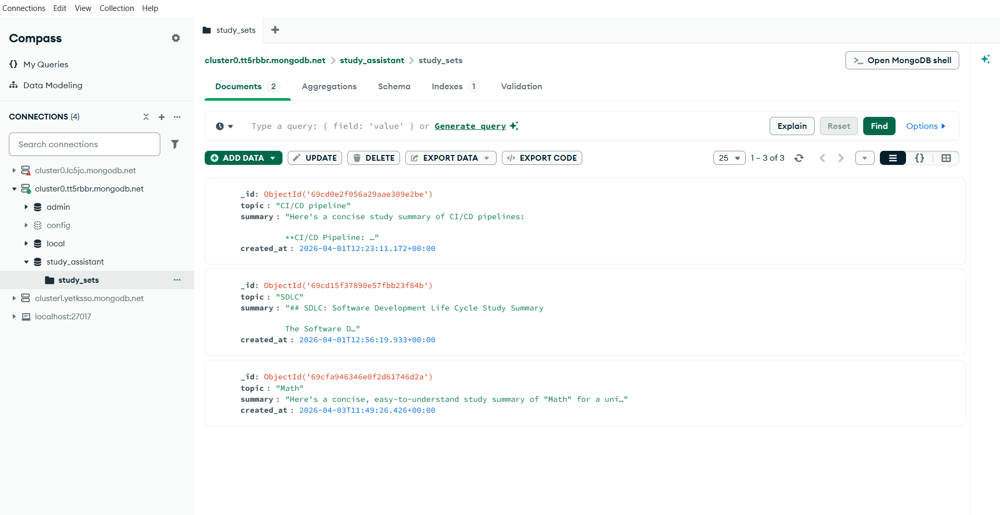 Connections Edit View Collection Help
Compass
My Queries
Data Modeling
CONNECTIONS (4)
Search connections
cluster0.lc5jc.mongodb.net
cluster0.tt5rbbr.mongodb.net
admin
config
local
study_assistant
study_sets
cluster1.yetksso.mongodb.net
localhost:27017
study_sets
cluster0.tt5rbbr.mongodb.net > study_assistant > study_sets
>_ Open MongoDB shell
Documents 2 Aggregations Schema Indexes 1 Validation
Type a query: { field: 'value' } or Generate query
Explain Reset Find Options
ADD DATA UPDATE DELETE EXPORT DATA EXPORT CODE
25 1 – 3 of 3
_id: ObjectId('69cd0e2f056a29aae309e2be')
topic : "CI/CD pipeline"
summary : "Here's a concise study summary of CI/CD pipelines:
**CI/CD Pipeline: …"
created_at : 2026-04-01T12:23:11.172+00:00
_id: ObjectId('69cd15f37890e57fbb23f84b')
topic : "SDLC"
summary : "## SDLC: Software Development Life Cycle Study Summary
The Software D…"
created_at : 2026-04-01T12:56:19.933+00:00
_id: ObjectId('69cfa946346e0f2d61746d2a')
topic : "Math"
summary : "Here's a concise, easy-to-understand study summary of "Math" for a uni…"
created_at : 2026-04-03T11:49:26.426+00:00